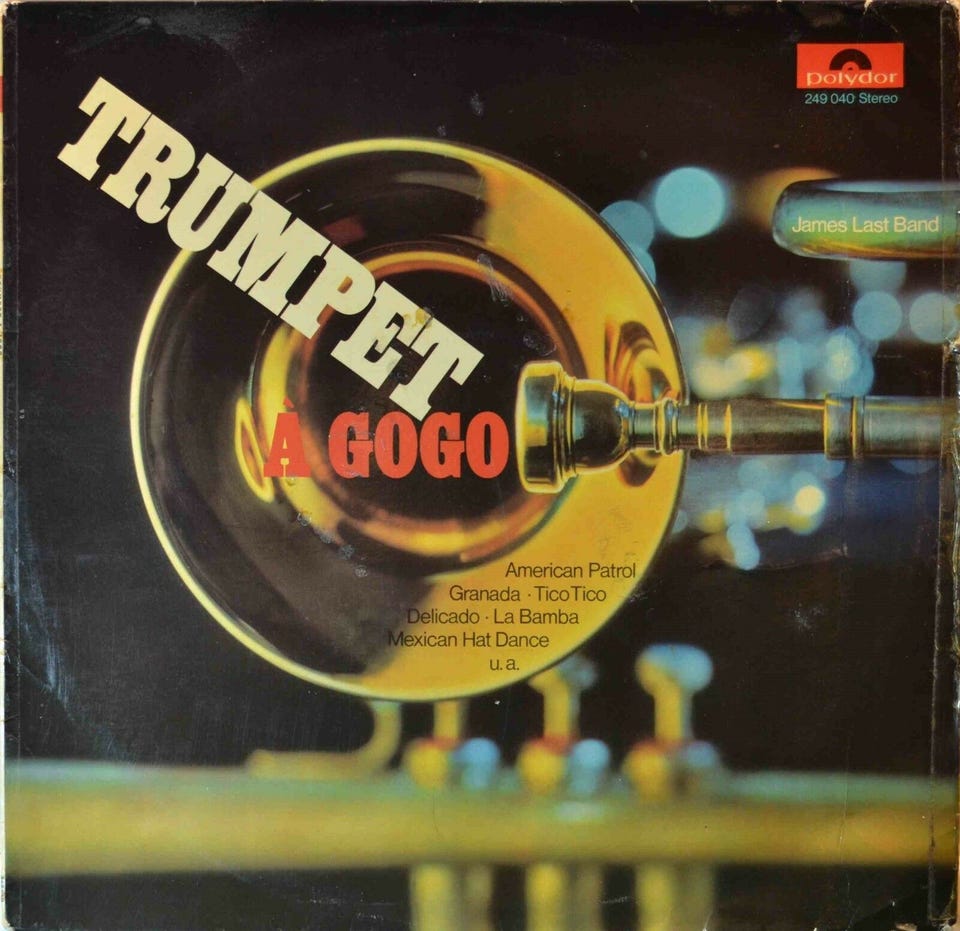 polydor
249 040 Stereo
TRUMPET
À GOGO
James Last Band
American Patrol
Granada · Tico Tico
Delicado · La Bamba
Mexican Hat Dance
u. a.